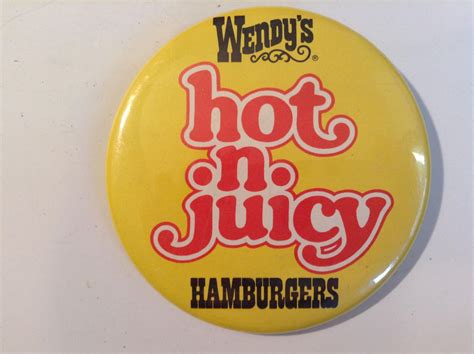 WENDY'S ®
hot
·n·
juicy
HAMBURGERS